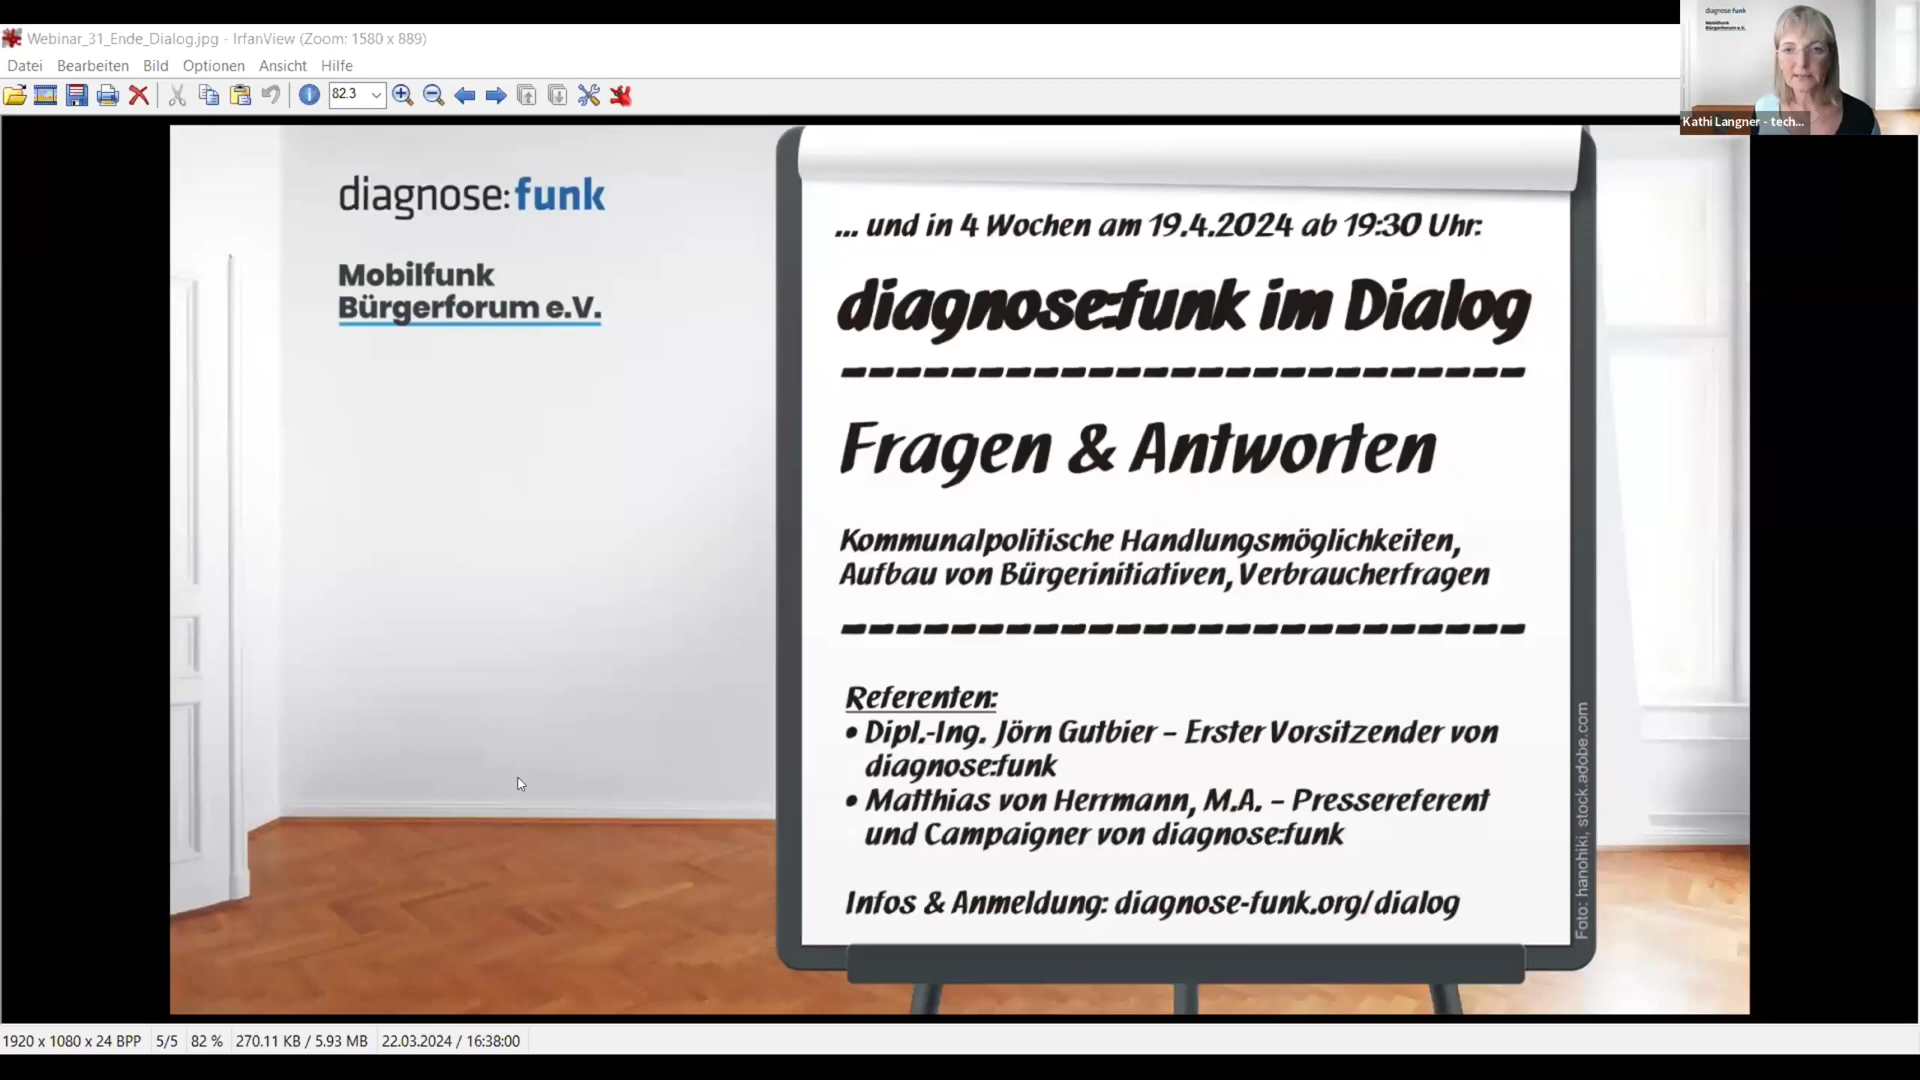 Webinar_31_Ende_Dialog.jpg - IrfanView (Zoom: 1580 x 889)
Datei Bearbeiten Bild Optionen Ansicht Hilfe
82.3
diagnose:funk
Mobilfunk
Bürgerforum e.V.
Kathi Langner - tech...
diagnose:funk
Mobilfunk
Bürgerforum e.V.
... und in 4 Wochen am 19.4.2024 ab 19:30 Uhr:
diagnose:funk im Dialog
Fragen & Antworten
Kommunalpolitische Handlungsmöglichkeiten,
Aufbau von Bürgerinitiativen, Verbraucherfragen
Referenten:
• Dipl.-Ing. Jörn Gutbier – Erster Vorsitzender von
diagnose:funk
• Matthias von Herrmann, M.A. – Pressereferent
und Campaigner von diagnose:funk
Infos & Anmeldung: diagnose-funk.org/dialog
Foto: hanohiki, stock.adobe.com
1920 x 1080 x 24 BPP 5/5 82 % 270.11 KB / 5.93 MB 22.03.2024 / 16:38:00